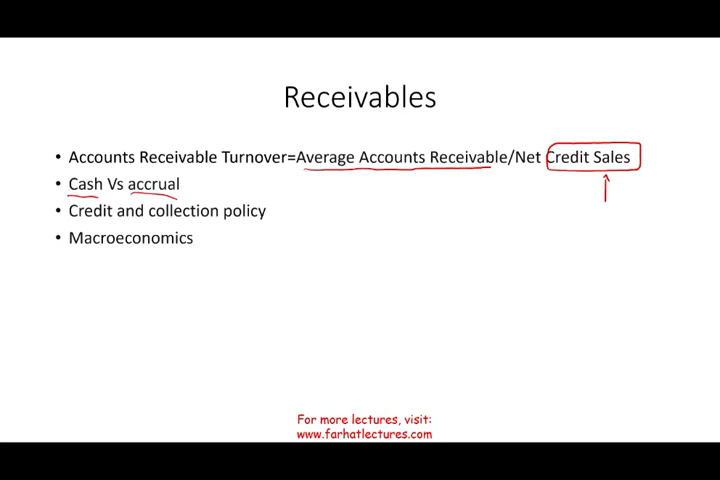 Receivables
• Accounts Receivable Turnover=Average Accounts Receivable/Net Credit Sales
• Cash Vs accrual
• Credit and collection policy
• Macroeconomics
For more lectures, visit:
www.farhatlectures.com